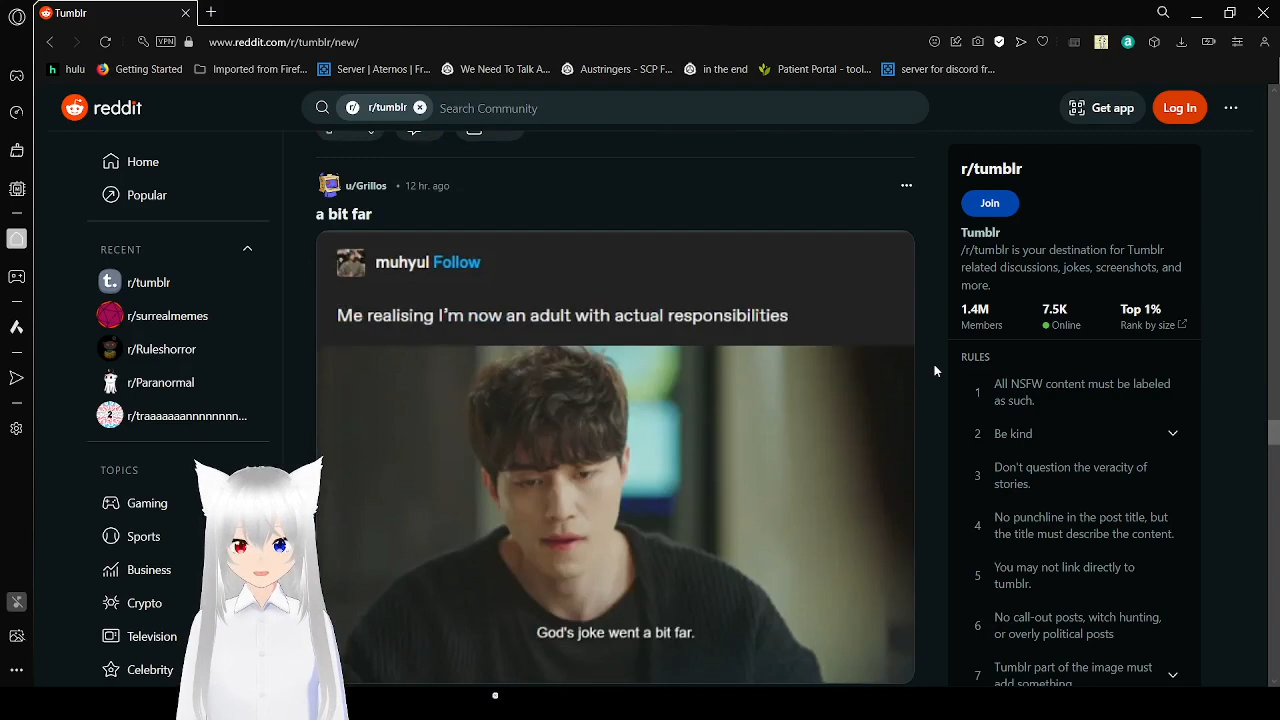 Tumblr
VPN
www.reddit.com/r/tumblr/new/
hulu
Getting Started
Imported from Firef...
Server | Aternos | Fr...
We Need To Talk A...
Austringers - SCP F...
in the end
Patient Portal - tool...
server for discord fr...
reddit
r/tumblr
Search Community
Get app
Log In
Home
Popular
RECENT
r/tumblr
r/surrealmemes
r/Ruleshorror
r/Paranormal
r/traaaaaaannnnnnnn...
TOPICS
Gaming
Sports
Business
Crypto
Television
Celebrity
u/Grillos • 12 hr. ago
a bit far
muhyul Follow
Me realising I'm now an adult with actual responsibilities
God's joke went a bit far.
r/tumblr
Join
Tumblr
/r/tumblr is your destination for Tumblr
related discussions, jokes, screenshots, and
more.
1.4M 7.5K Top 1%
Members Online Rank by size
RULES
1 All NSFW content must be labeled
as such.
2 Be kind
3 Don't question the veracity of
stories.
4 No punchline in the post title, but
the title must describe the content.
5 You may not link directly to
tumblr.
6 No call-out posts, witch hunting,
or overly political posts
7 Tumblr part of the image must
add something